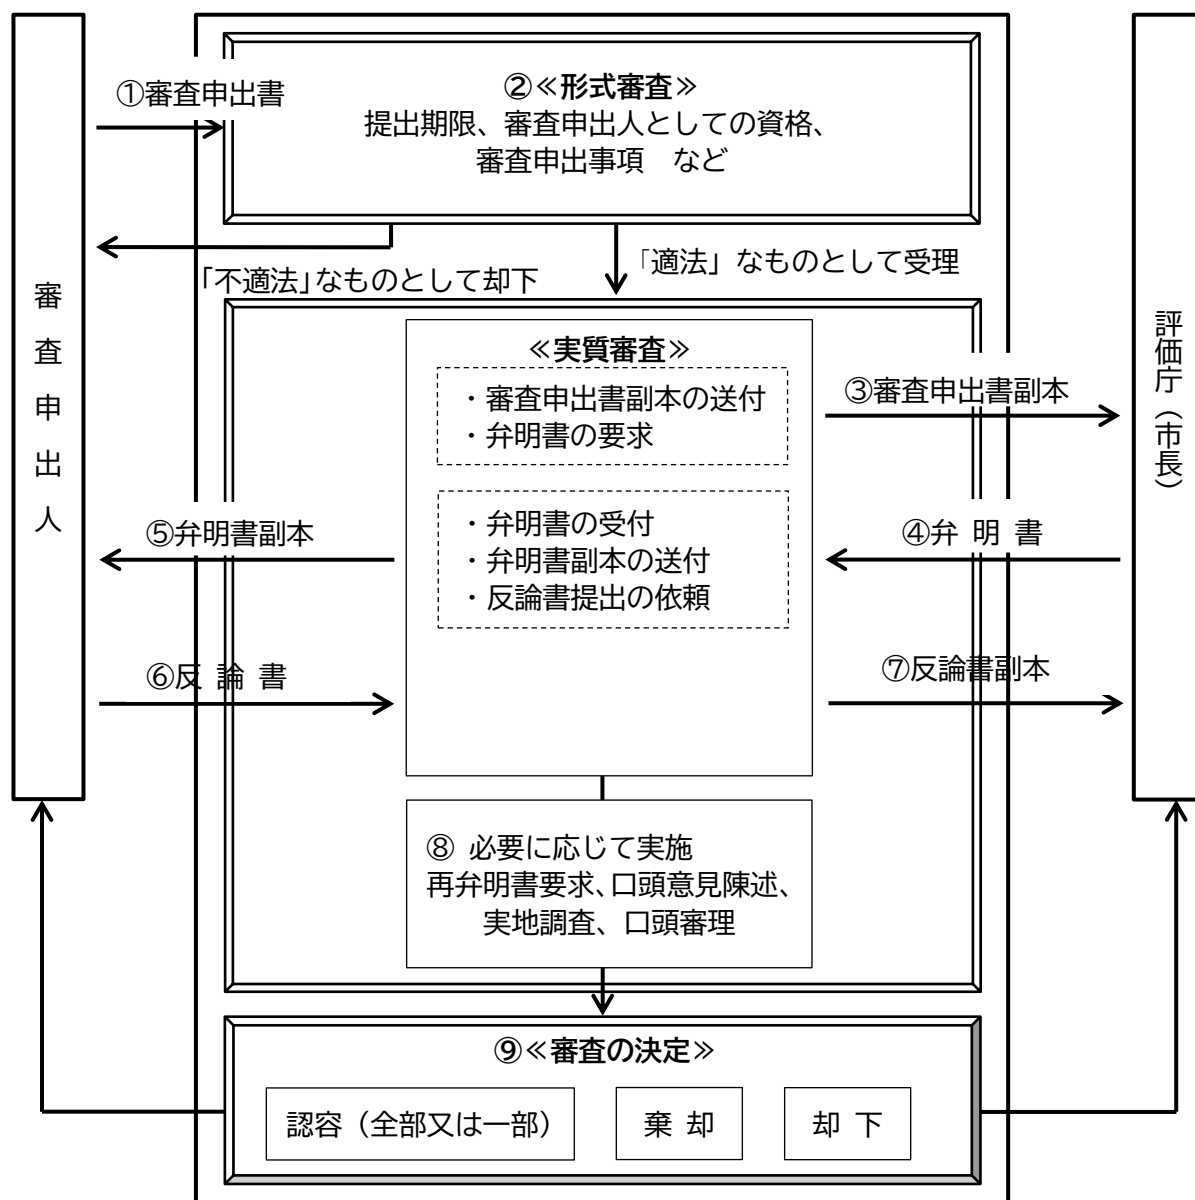 ①審査申出書
②≪形式審査≫
提出期限、審査申出人としての資格、
審査申出事項　など
「不適法」なものとして却下
「適法」なものとして受理
審査申出人
評価庁（市長）
≪実質審査≫
・審査申出書副本の送付
・弁明書の要求
③審査申出書副本
・弁明書の受付
・弁明書副本の送付
・反論書提出の依頼
⑤弁明書副本
④弁 明 書
⑥反 論 書
⑦反論書副本
⑧ 必要に応じて実施
再弁明書要求、口頭意見陳述、
実地調査、口頭審理
⑨≪審査の決定≫
認容（全部又は一部）
棄 却
却 下